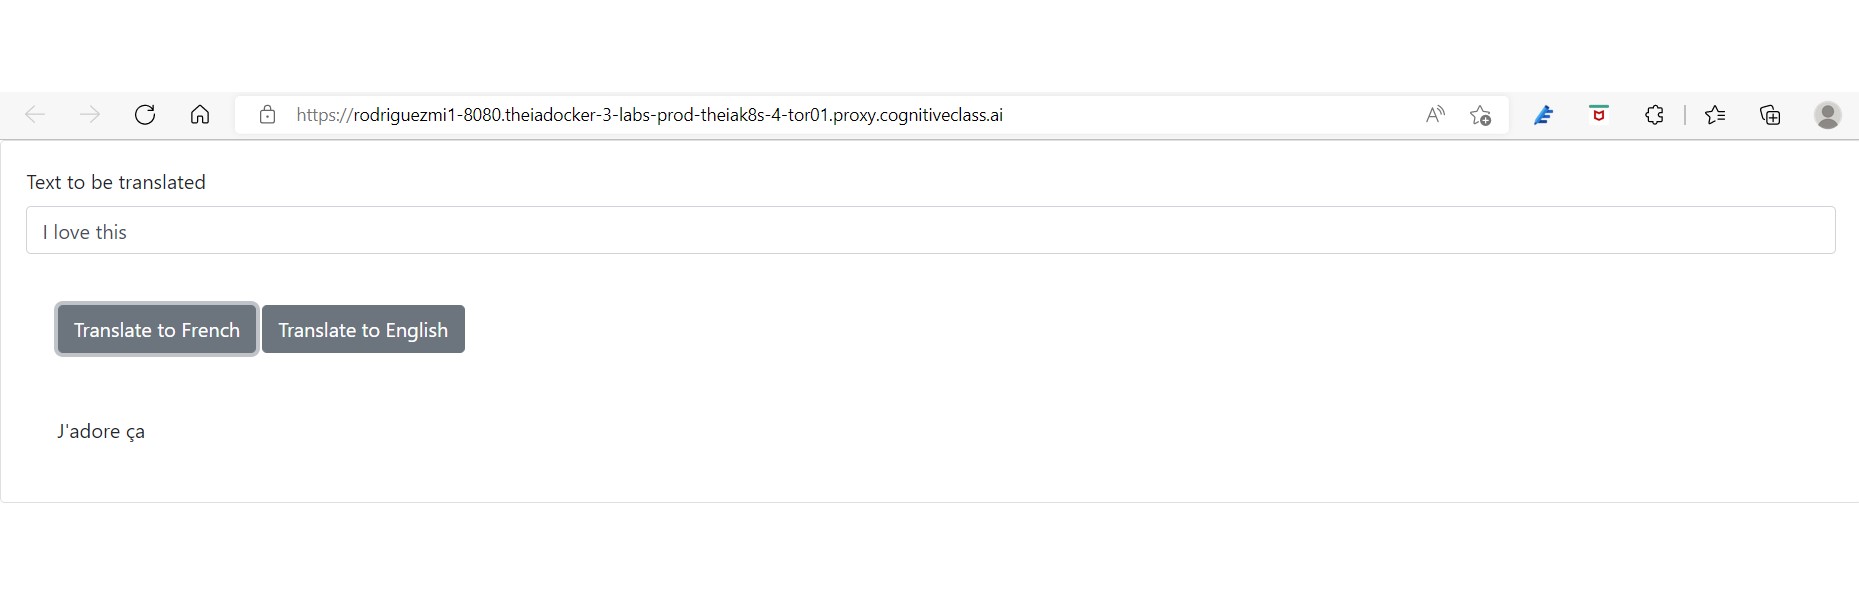 https://rodriguezmi1-8080.theiadocker-3-labs-prod-theiak8s-4-tor01.proxy.cognitiveclass.ai
Text to be translated
I love this
Translate to French Translate to English
J'adore ça